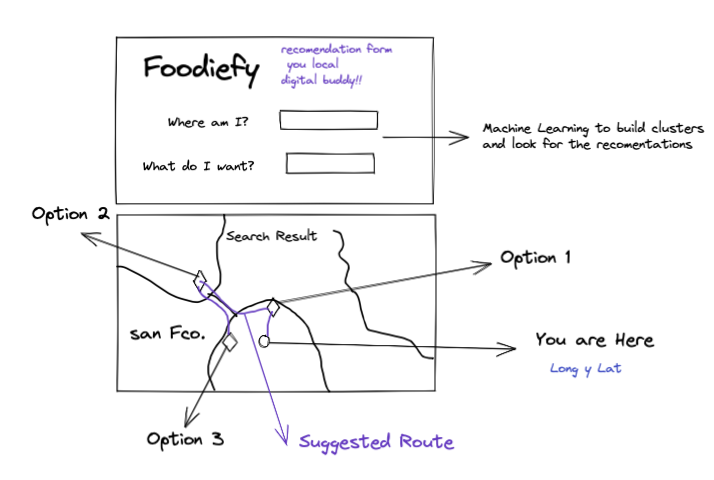 Foodiefy
recomendation form
you local
digital buddy!!
Where am I?
What do I want?
Machine Learning to build clusters
and look for the recomentations
Option 2
Search Result
Option 1
san Fco.
You are Here
Long y Lat
Option 3
Suggested Route